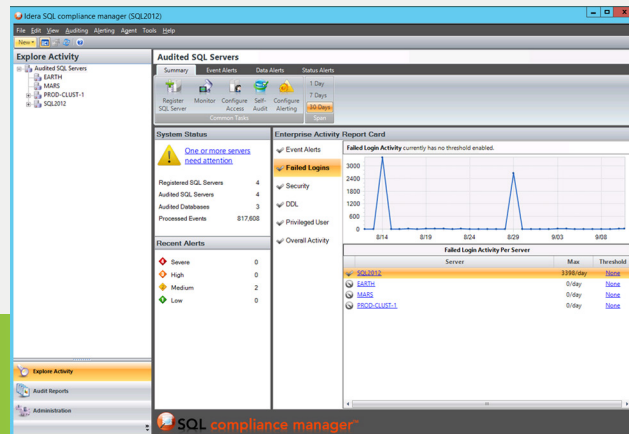 Idera SQL compliance manager (SQL2012)
File Edit View Auditing Alerting Agent Tools Help
New
Explore Activity
Audited SQL Servers
EARTH
MARS
PROD-CLUST-1
SQL2012
Explore Activity
Audit Reports
Administration
Audited SQL Servers
Summary Event Alerts Data Alerts Status Alerts
Register SQL Server
Monitor
Configure Access
Self-Audit
Configure Alerting
1 Day
7 Days
30 Days
Common Tasks Span
System Status
One or more servers
need attention
Registered SQL Servers 4
Audited SQL Servers 4
Audited Databases 3
Processed Events 817,608
Recent Alerts
Severe 0
High 0
Medium 2
Low 0
Enterprise Activity Report Card
Event Alerts
Failed Logins
Security
DDL
Privileged User
Overall Activity
Failed Login Activity currently has no threshold enabled.
3000
2400
1800
1200
600
0
8/14 8/19 8/24 8/29 9/03 9/08
Failed Login Activity Per Server
Server Max Threshold
SQL2012 3398/day None
EARTH 0/day None
MARS 0/day None
PROD-CLUST-1 0/day None
SQL compliance manager